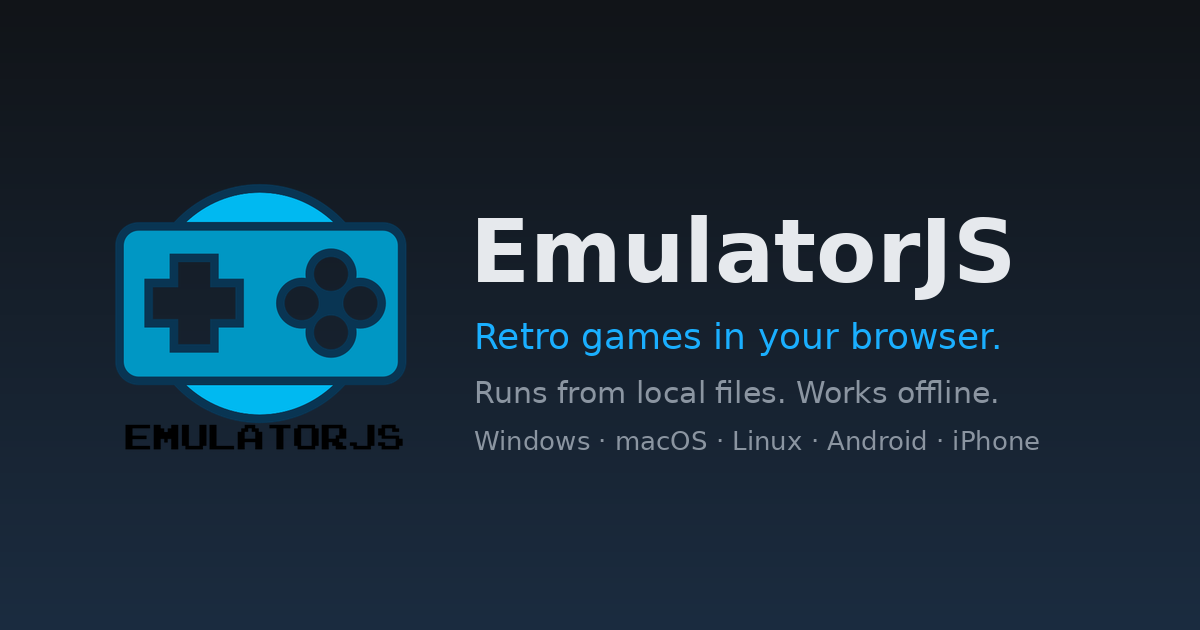 EMULATORJS
EmulatorJS
Retro games in your browser.
Runs from local files. Works offline.
Windows · macOS · Linux · Android · iPhone